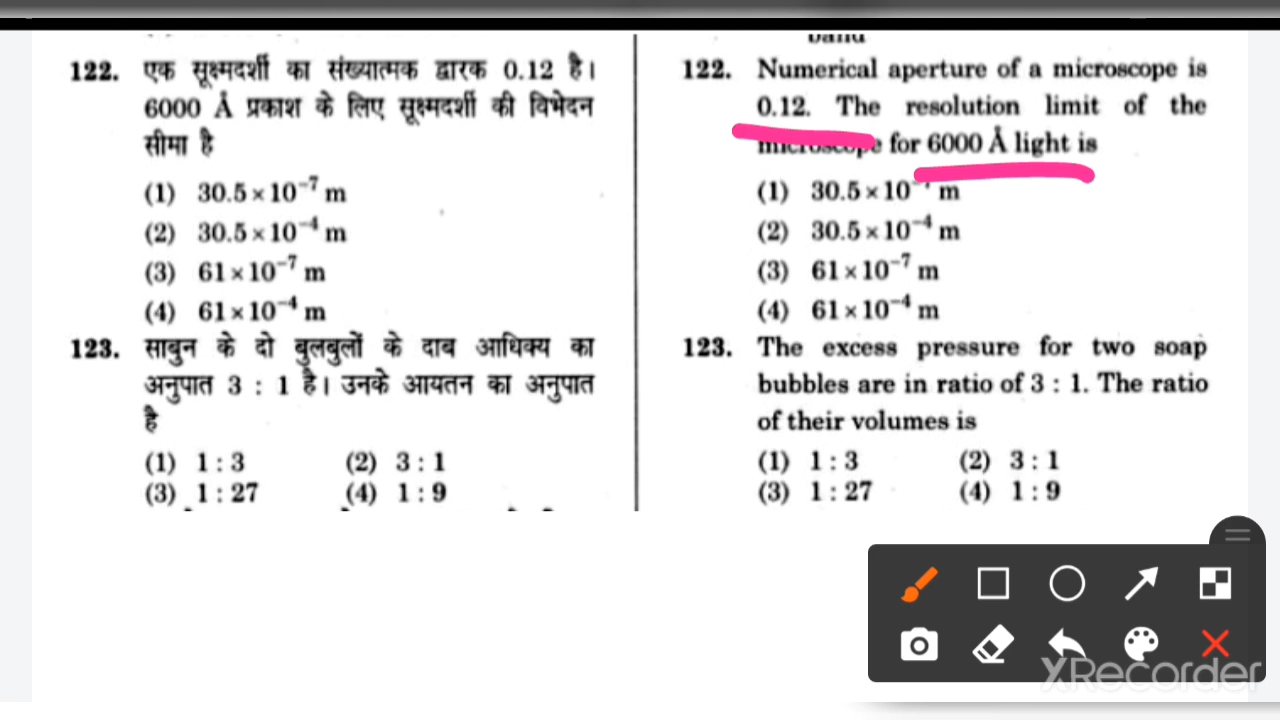 122. एक सूक्ष्मदर्शी का संख्यात्मक द्वारक 0.12 है।
6000 Å प्रकाश के लिए सूक्ष्मदर्शी की विभेदन
सीमा है
(1) 30.5 × 10⁻⁷ m
(2) 30.5 × 10⁻⁴ m
(3) 61 × 10⁻⁷ m
(4) 61 × 10⁻⁴ m
123. साबुन के दो बुलबुलों के दाब आधिक्य का
अनुपात 3 : 1 है। उनके आयतन का अनुपात
है
(1) 1 : 3 (2) 3 : 1
(3) 1 : 27 (4) 1 : 9
122. Numerical aperture of a microscope is
0.12. The resolution limit of the
microscope for 6000 Å light is
(1) 30.5 × 10 m
(2) 30.5 × 10⁻⁴ m
(3) 61 × 10⁻⁷ m
(4) 61 × 10⁻⁴ m
123. The excess pressure for two soap
bubbles are in ratio of 3 : 1. The ratio
of their volumes is
(1) 1 : 3 (2) 3 : 1
(3) 1 : 27 (4) 1 : 9
XRecorder